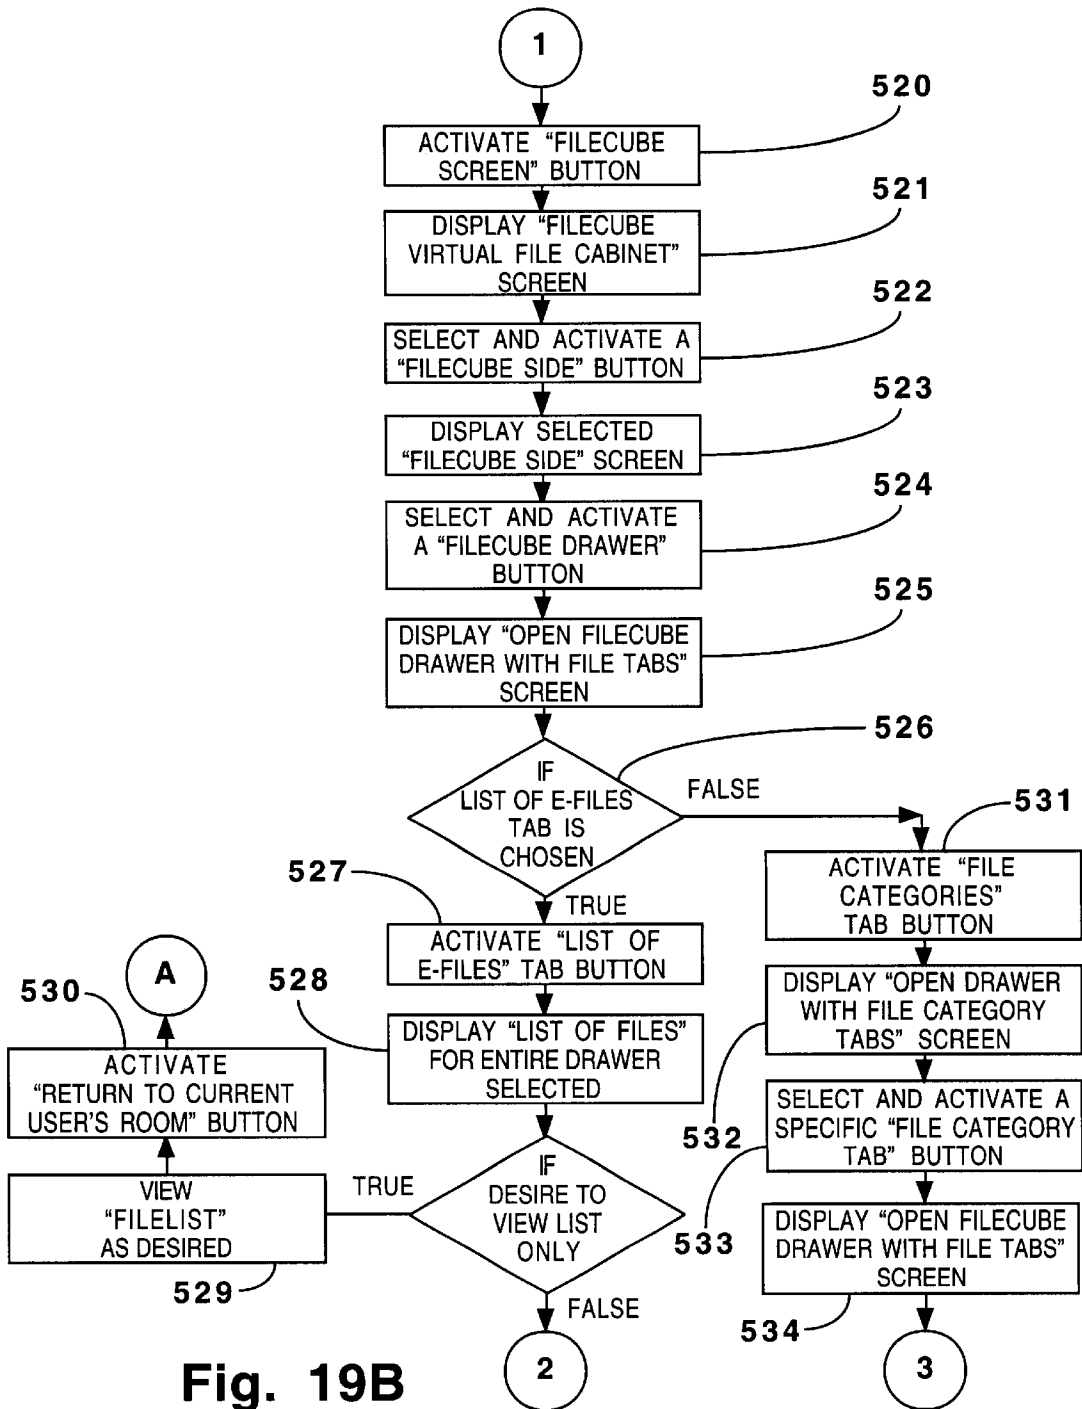 1
520
ACTIVATE “FILECUBE
SCREEN” BUTTON
521
DISPLAY “FILECUBE
VIRTUAL FILE CABINET”
SCREEN
522
SELECT AND ACTIVATE A
“FILECUBE SIDE” BUTTON
523
DISPLAY SELECTED
“FILECUBE SIDE” SCREEN
524
SELECT AND ACTIVATE
A “FILECUBE DRAWER”
BUTTON
525
DISPLAY “OPEN FILECUBE
DRAWER WITH FILE TABS”
SCREEN
526
IF
LIST OF E-FILES
TAB IS
CHOSEN
FALSE
TRUE
527
ACTIVATE “LIST OF
E-FILES” TAB BUTTON
528
DISPLAY “LIST OF FILES”
FOR ENTIRE DRAWER
SELECTED
IF
DESIRE TO
VIEW LIST
ONLY
TRUE
FALSE
2
VIEW
“FILELIST”
AS DESIRED
529
530
ACTIVATE
“RETURN TO CURRENT
USER'S ROOM” BUTTON
A
531
ACTIVATE “FILE
CATEGORIES”
TAB BUTTON
DISPLAY “OPEN DRAWER
WITH FILE CATEGORY
TABS” SCREEN
532
SELECT AND ACTIVATE A
SPECIFIC “FILE CATEGORY
TAB” BUTTON
533
DISPLAY “OPEN FILECUBE
DRAWER WITH FILE TABS”
SCREEN
534
3
Fig. 19B